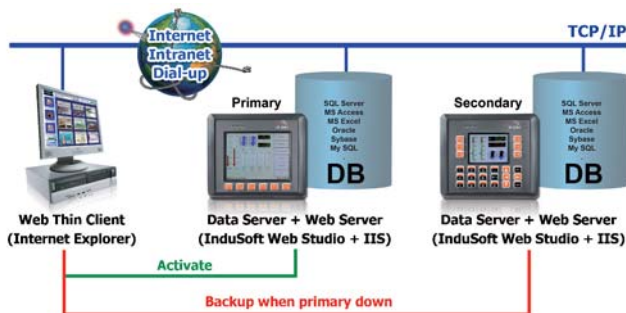 TCP/IP
Internet
Intranet
Dial-up
Primary
SQL Server
MS Access
MS Excel
Oracle
Sybase
My SQL
DB
Secondary
SQL Server
MS Access
MS Excel
Oracle
Sybase
My SQL
DB
Web Thin Client
(Internet Explorer)
Data Server + Web Server
(InduSoft Web Studio + IIS)
Data Server + Web Server
(InduSoft Web Studio + IIS)
Activate
Backup when primary down